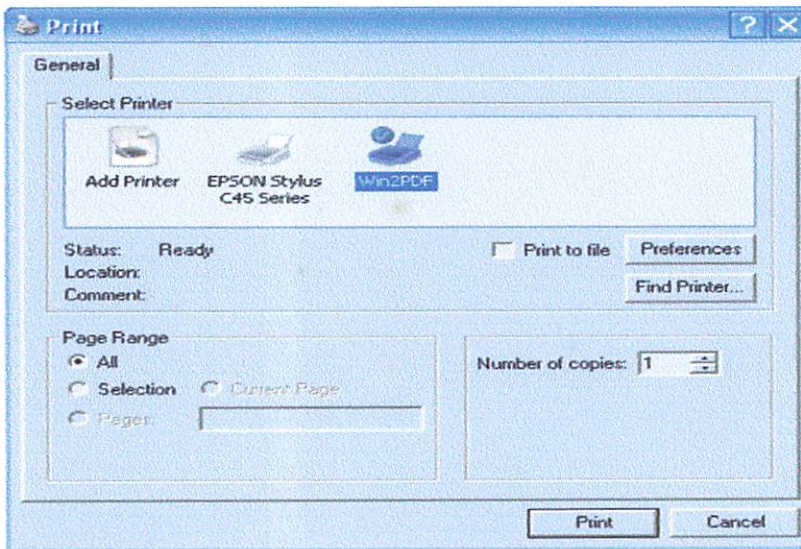 Print
General
Select Printer
Add Printer
EPSON Stylus
C45 Series
Win2PDF
Status: Ready
Location:
Comment:
Print to file
Preferences
Find Printer...
Page Range
All
Selection
Current Page
Pages:
Number of copies: 1
Print
Cancel